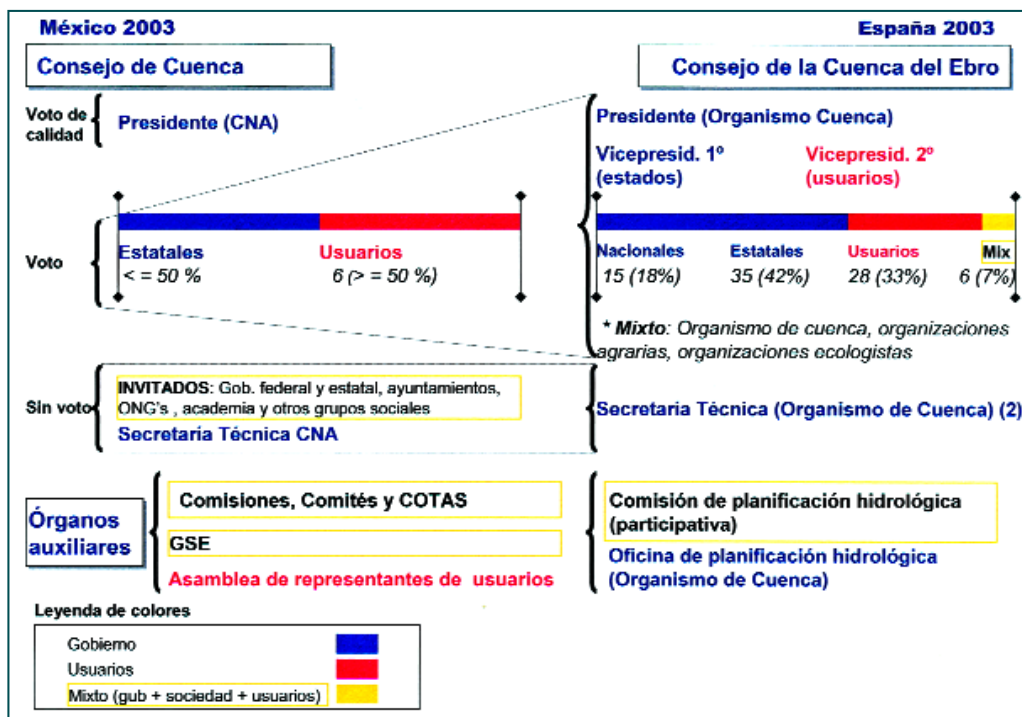 México 2003
España 2003
Consejo de Cuenca
Consejo de la Cuenca del Ebro
Voto de
calidad
Presidente (CNA)
Presidente (Organismo Cuenca)
Vicepresid. 1º
(estados)
Vicepresid. 2º
(usuarios)
Voto
Estatales
< = 50 %
Usuarios
6 (> = 50 %)
Nacionales
15 (18%)
Estatales
35 (42%)
Usuarios
28 (33%)
Mix
6 (7%)
* Mixto: Organismo de cuenca, organizaciones
agrarias, organizaciones ecologistas
Sin voto
INVITADOS: Gob. federal y estatal, ayuntamientos,
ONG's , academia y otros grupos sociales
Secretaría Técnica CNA
Secretaría Técnica (Organismo de Cuenca) (2)
Órganos
auxiliares
Comisiones, Comités y COTAS
GSE
Asamblea de representantes de usuarios
Comisión de planificación hidrológica
(participativa)
Oficina de planificación hidrológica
(Organismo de Cuenca)
Leyenda de colores
Gobierno
Usuarios
Mixto (gub + sociedad + usuarios)